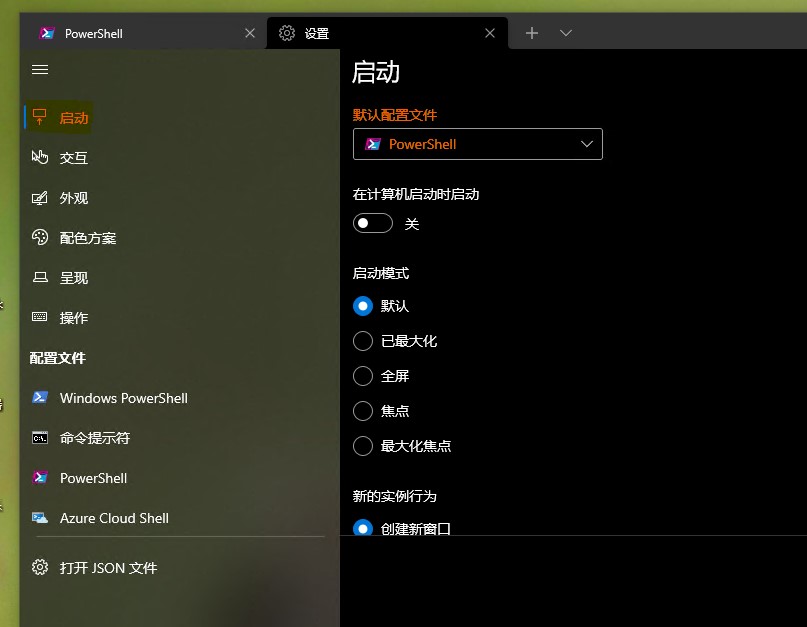 PowerShell
设置
启动
交互
外观
配色方案
呈现
操作
配置文件
Windows PowerShell
命令提示符
PowerShell
Azure Cloud Shell
打开 JSON 文件
启动
默认配置文件
PowerShell
在计算机启动时启动
关
启动模式
默认
已最大化
全屏
焦点
最大化焦点
新的实例行为
创建新窗口